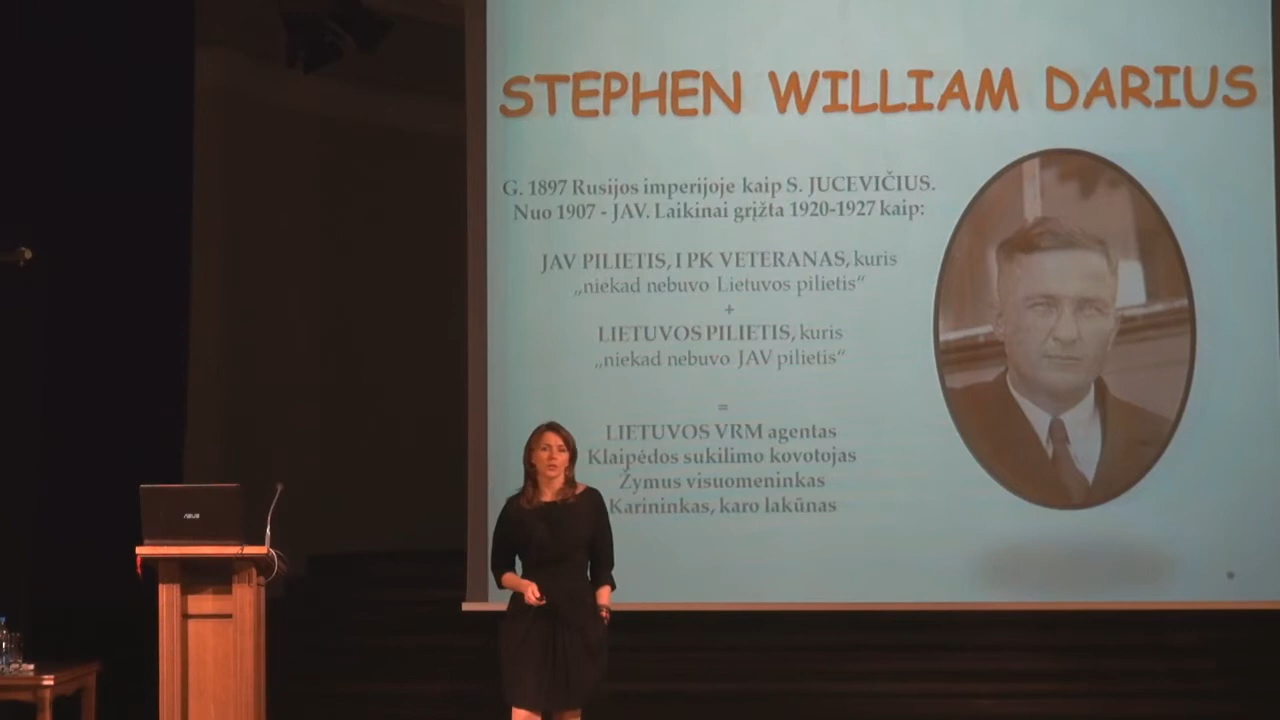 STEPHEN WILLIAM DARIUS
G. 1897 Rusijos imperijoje kaip S. JUCEVIČIUS.
Nuo 1907 - JAV. Laikinai grįžta 1920-1927 kaip:
JAV PILIETIS, I PK VETERANAS, kuris
„niekad nebuvo Lietuvos pilietis“
+
LIETUVOS PILIETIS, kuris
„niekad nebuvo JAV pilietis“
=
LIETUVOS VRM agentas
Klaipėdos sukilimo kovotojas
Žymus visuomeninkas
Karininkas, karo lakūnas
ASUS